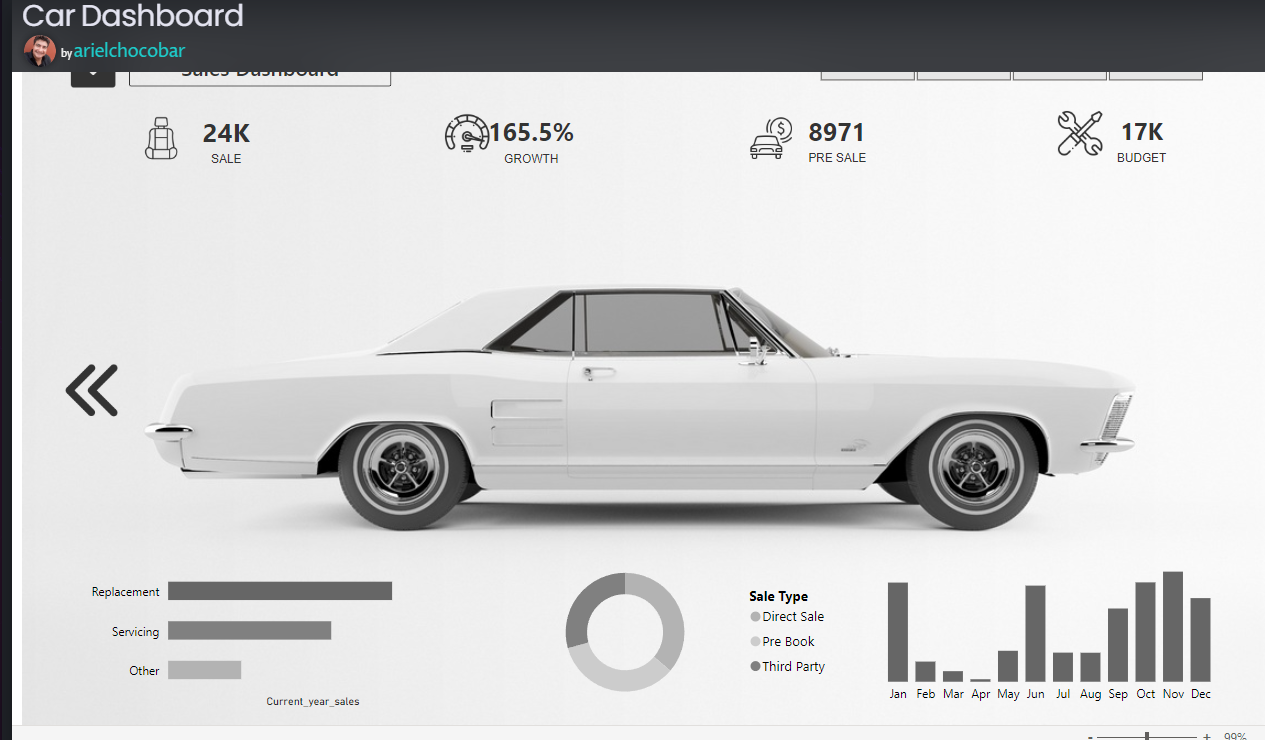 Car Dashboard
by arielchocobar
Sales Dashboard
24K
SALE
165.5%
GROWTH
8971
PRE SALE
17K
BUDGET
Replacement
Servicing
Other
Current_year_sales
Sale Type
Direct Sale
Pre Book
Third Party
Jan Feb Mar Apr May Jun Jul Aug Sep Oct Nov Dec
- + 99%